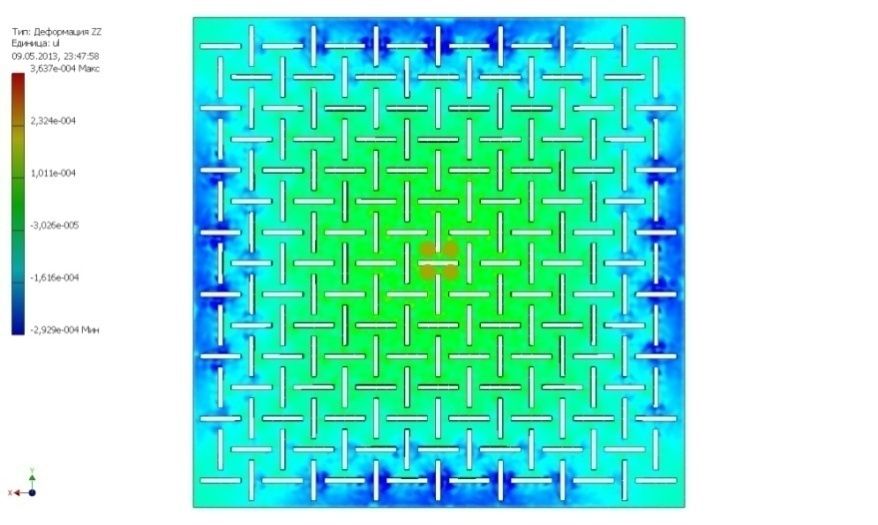 Тип: Деформация ZZ
Единица: ul
09.05.2013, 23:47:58
3,637e-004 Макс
2,324e-004
1,011e-004
-3,026e-005
-1,616e-004
-2,929e-004 Мин
Y
X